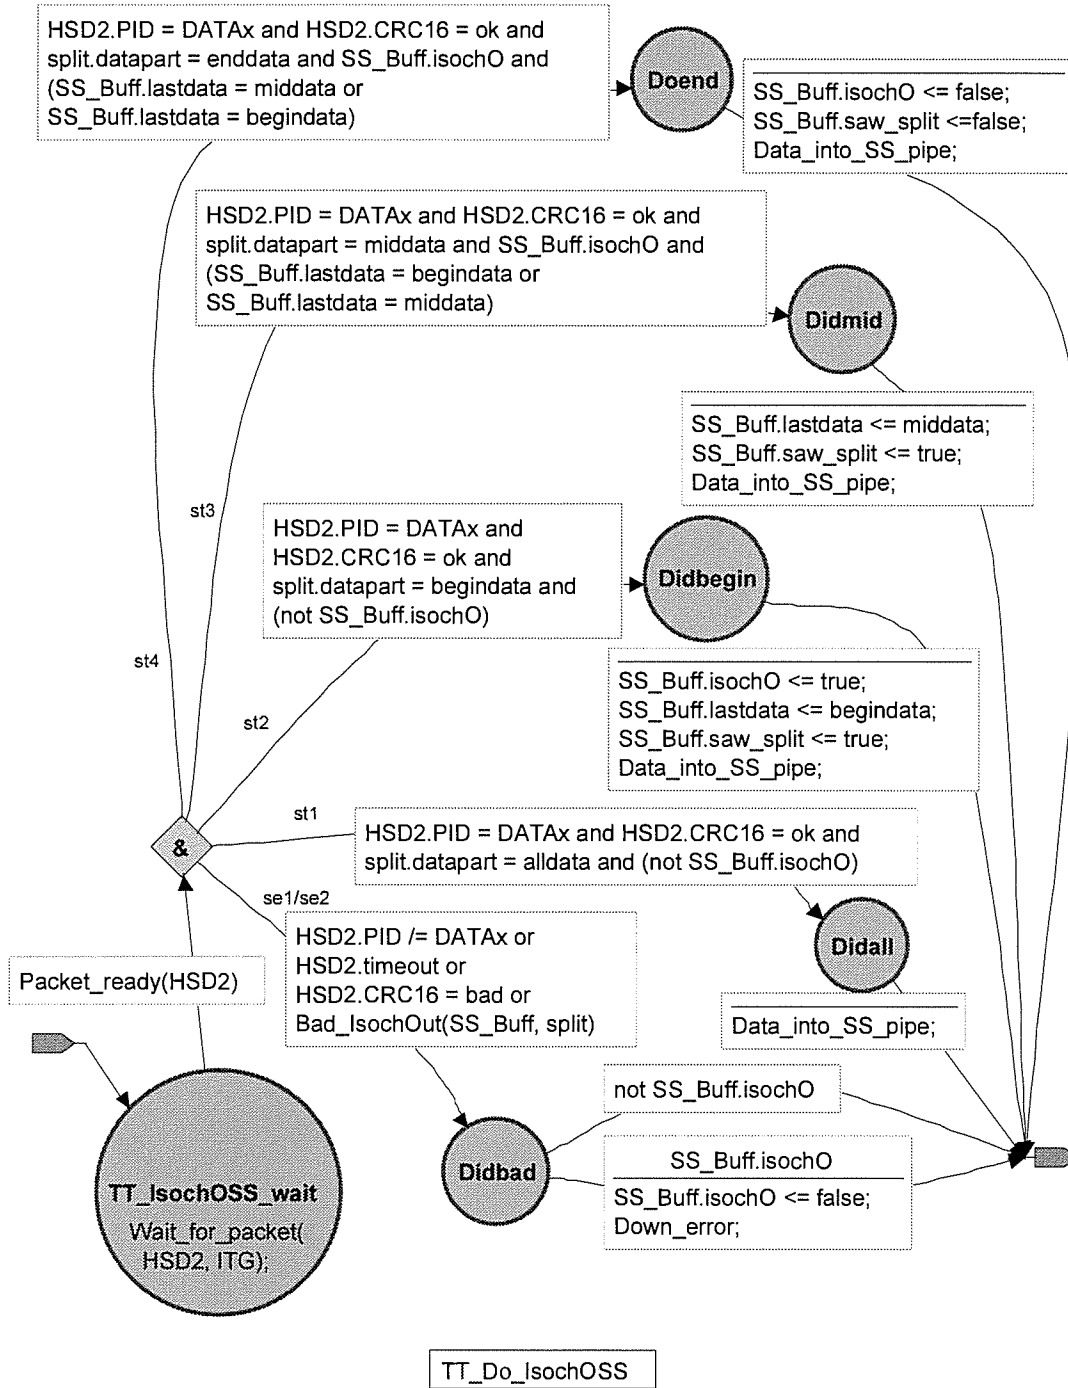 HSD2.PID = DATAx and HSD2.CRC16 = ok and
split.datapart = enddata and SS_Buff.isochO and
(SS_Buff.lastdata = middata or
SS_Buff.lastdata = begindata)
Doend
SS_Buff.isochO <= false;
SS_Buff.saw_split <=false;
Data_into_SS_pipe;
HSD2.PID = DATAx and HSD2.CRC16 = ok and
split.datapart = middata and SS_Buff.isochO and
(SS_Buff.lastdata = begindata or
SS_Buff.lastdata = middata)
Didmid
SS_Buff.lastdata <= middata;
SS_Buff.saw_split <= true;
Data_into_SS_pipe;
st3
HSD2.PID = DATAx and
HSD2.CRC16 = ok and
split.datapart = begindata and
(not SS_Buff.isochO)
Didbegin
st4
st2
SS_Buff.isochO <= true;
SS_Buff.lastdata <= begindata;
SS_Buff.saw_split <= true;
Data_into_SS_pipe;
st1
HSD2.PID = DATAx and HSD2.CRC16 = ok and
split.datapart = alldata and (not SS_Buff.isochO)
&
se1/se2
HSD2.PID /= DATAx or
HSD2.timeout or
HSD2.CRC16 = bad or
Bad_IsochOut(SS_Buff, split)
Didall
Data_into_SS_pipe;
Packet_ready(HSD2)
not SS_Buff.isochO
Didbad
SS_Buff.isochO
SS_Buff.isochO <= false;
Down_error;
TT_IsochOSS_wait
Wait_for_packet(
HSD2, ITG);
TT_Do_IsochOSS